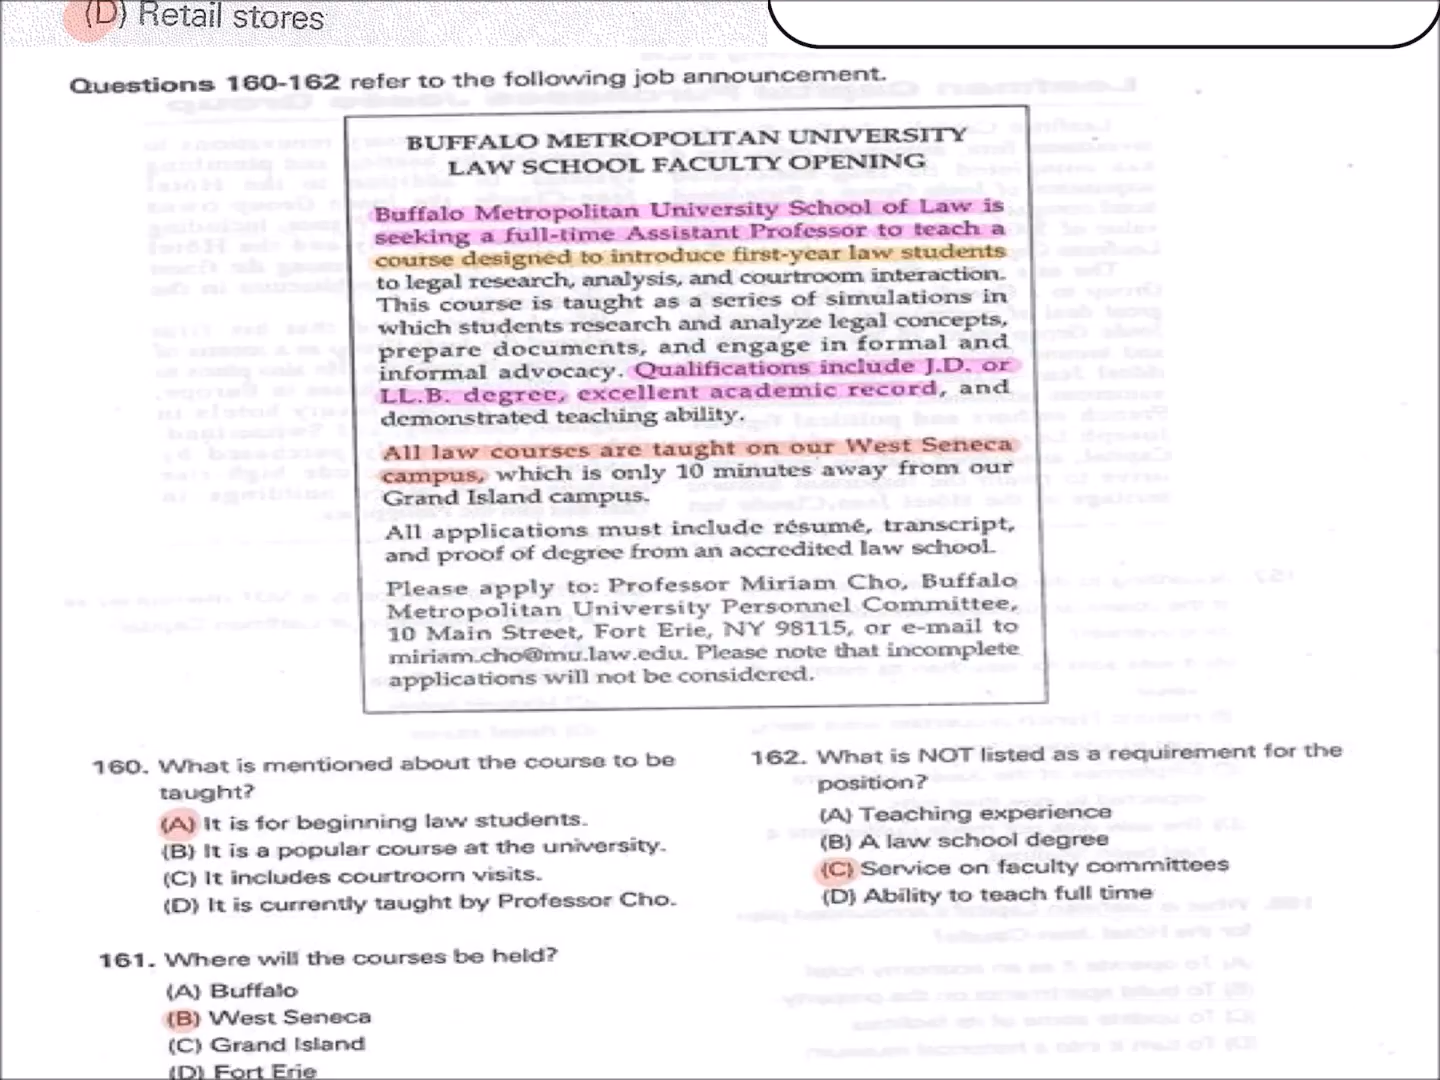 (D) Retail stores
Questions 160-162 refer to the following job announcement.
BUFFALO METROPOLITAN UNIVERSITY
LAW SCHOOL FACULTY OPENING
Buffalo Metropolitan University School of Law is
seeking a full-time Assistant Professor to teach a
course designed to introduce first-year law students
to legal research, analysis, and courtroom interaction.
This course is taught as a series of simulations in
which students research and analyze legal concepts,
prepare documents, and engage in formal and
informal advocacy. Qualifications include J.D. or
LL.B. degree, excellent academic record, and
demonstrated teaching ability.
All law courses are taught on our West Seneca
campus, which is only 10 minutes away from our
Grand Island campus.
All applications must include résumé, transcript,
and proof of degree from an accredited law school.
Please apply to: Professor Miriam Cho, Buffalo
Metropolitan University Personnel Committee,
10 Main Street, Fort Erie, NY 98115, or e-mail to
miriam.cho@mu.law.edu. Please note that incomplete
applications will not be considered.
160. What is mentioned about the course to be
taught?
(A) It is for beginning law students.
(B) It is a popular course at the university.
(C) It includes courtroom visits.
(D) It is currently taught by Professor Cho.
161. Where will the courses be held?
(A) Buffalo
(B) West Seneca
(C) Grand Island
(D) Fort Erie
162. What is NOT listed as a requirement for the
position?
(A) Teaching experience
(B) A law school degree
(C) Service on faculty committees
(D) Ability to teach full time